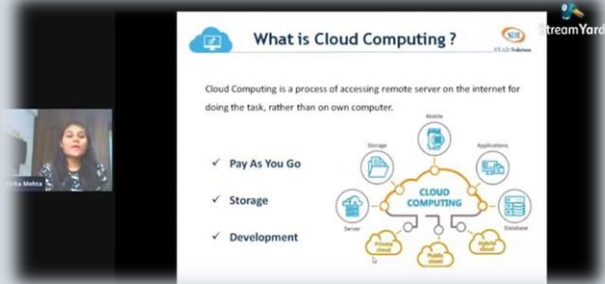 What is Cloud Computing ?
StreamYard
Cloud Computing is a process of accessing remote server on the internet for
doing the task, rather than on own computer.
Mobile
Storage
Applications
✓ Pay As You Go
CLOUD
COMPUTING
✓ Storage
Server
Database
✓ Development
Private
cloud
Public
cloud
Hybrid
cloud
Mehta